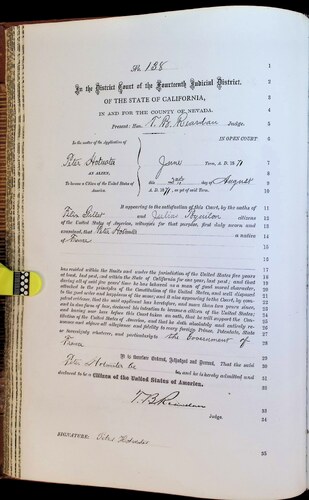 No. 138
In the District Court of the Fourteenth Judicial District,
OF THE STATE OF CALIFORNIA,
IN AND FOR THE COUNTY OF NEVADA.
Present: Hon. T. B. Reardan Judge.
In the matter of the Application of
IN OPEN COURT
Peter
June Term, A. D. 1871
AN ALIEN,
To become a Citizen of the United States of
America.
this day of August
A. D. 1871, as yet of said Term.
It appearing to the satisfaction of this Court, by the oaths of
and Julius citizens
of the United States of America, witnesses for that purpose, first duly sworn and
examined, that Peter a native
of France
has resided within the limits and under the jurisdiction of the United States five years
at least, last past, and within the State of California for one year, last past; and that
during all of said five years' time he has behaved as a man of good moral character,
attached to the principles of the Constitution of the United States, and well disposed
to the good order and happiness of the same; and it also appearing to the Court, by com-
petent evidence, that the said applicant has heretofore, and more than two years since,
and in due form of law, declared his intention to become a citizen of the United States;
and having now here before this Court taken an oath, that he will support the Con-
stitution of the United States of America, and that he doth absolutely and entirely re-
nounce and abjure all allegiance and fidelity to every foreign Prince, Potentate, State
or Sovereignty whatever, and particularly to the Government of
France
It is therefore Ordered, Adjudged and Decreed, That the said
Peter be, and he is hereby admitted and
declared to be a Citizen of the United States of America.
T. B. Reardan
Judge.
SIGNATURE: Peter
1
2
3
4
5
6
7
8
9
10
11
12
13
14
15
16
17
18
19
20
21
22
23
24
25
26
27
28
29
30
31
32
33
34
35